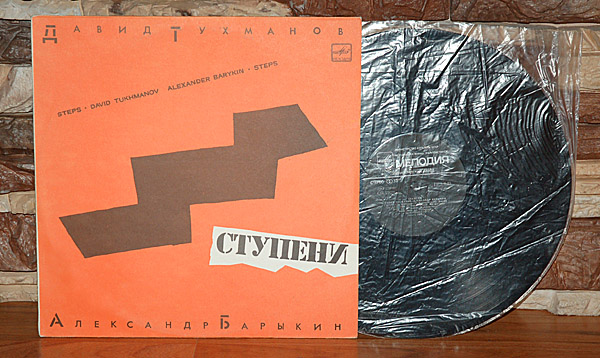 Давид Тухманов
STEPS · DAVID TUKHMANOV ALEXANDER BARYKIN · STEPS
СТУПЕНИ
Александр Барыкин
МЕЛОДИЯ